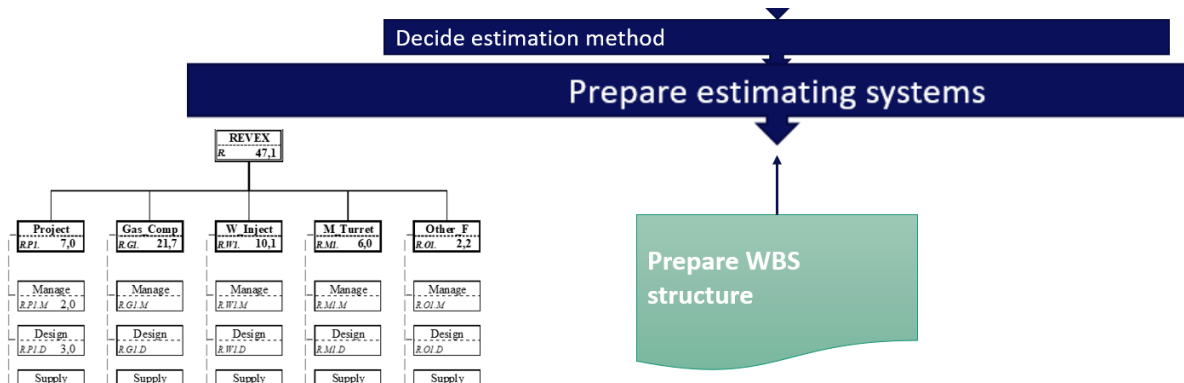 Decide estimation method
Prepare estimating systems
REVEX
R. 47,1
Project Gas_Comp W_Inject M_Turret Other_F
R.P1. 7,0 R.G1. 21,7 R.W1. 10,1 R.M1. 6,0 R.O1. 2,2
Manage Manage Manage Manage Manage
R.P1.M 2,0 R.G1.M R.W1.M R.M1.M R.O1.M
Design Design Design Design Design
R.P1.D 3,0 R.G1.D R.W1.D R.M1.D R.O1.D
Supply Supply Supply Supply Supply
Prepare WBS
structure